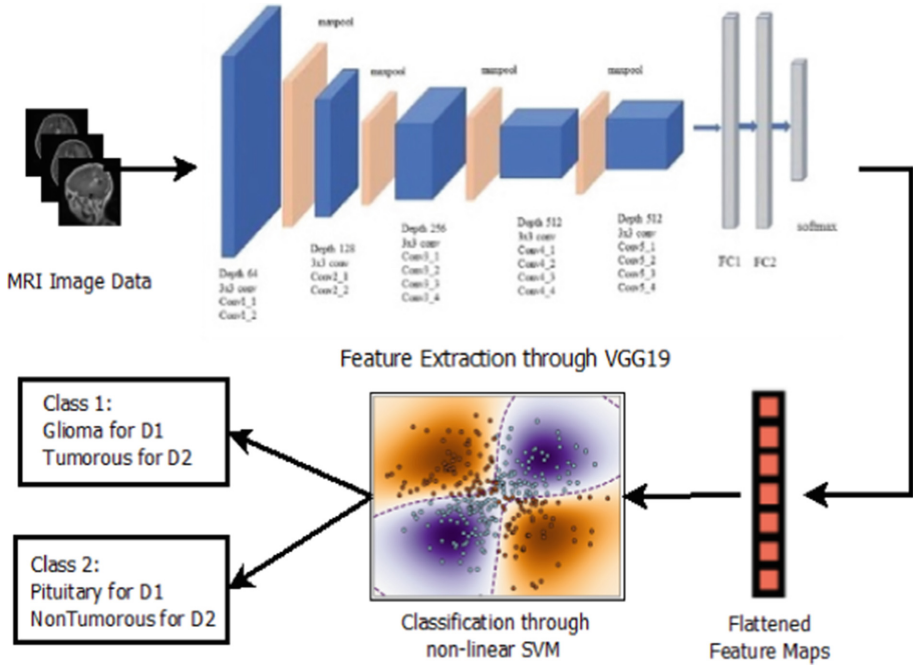 maxpool
maxpool
maxpool
maxpool
MRI Image Data
Depth 64
3x3 conv
Conv1_1
Conv1_2
Depth 128
3x3 conv
Conv2_1
Conv2_2
Depth 256
3x3 conv
Conv3_1
Conv3_2
Conv3_3
Conv3_4
Depth 512
3x3 conv
Conv4_1
Conv4_2
Conv4_3
Conv4_4
Depth 512
3x3 conv
Conv5_1
Conv5_2
Conv5_3
Conv5_4
FC1
FC2
softmax
Feature Extraction through VGG19
Class 1:
Glioma for D1
Tumorous for D2
Class 2:
Pituitary for D1
NonTumorous for D2
Classification through
non-linear SVM
Flattened
Feature Maps